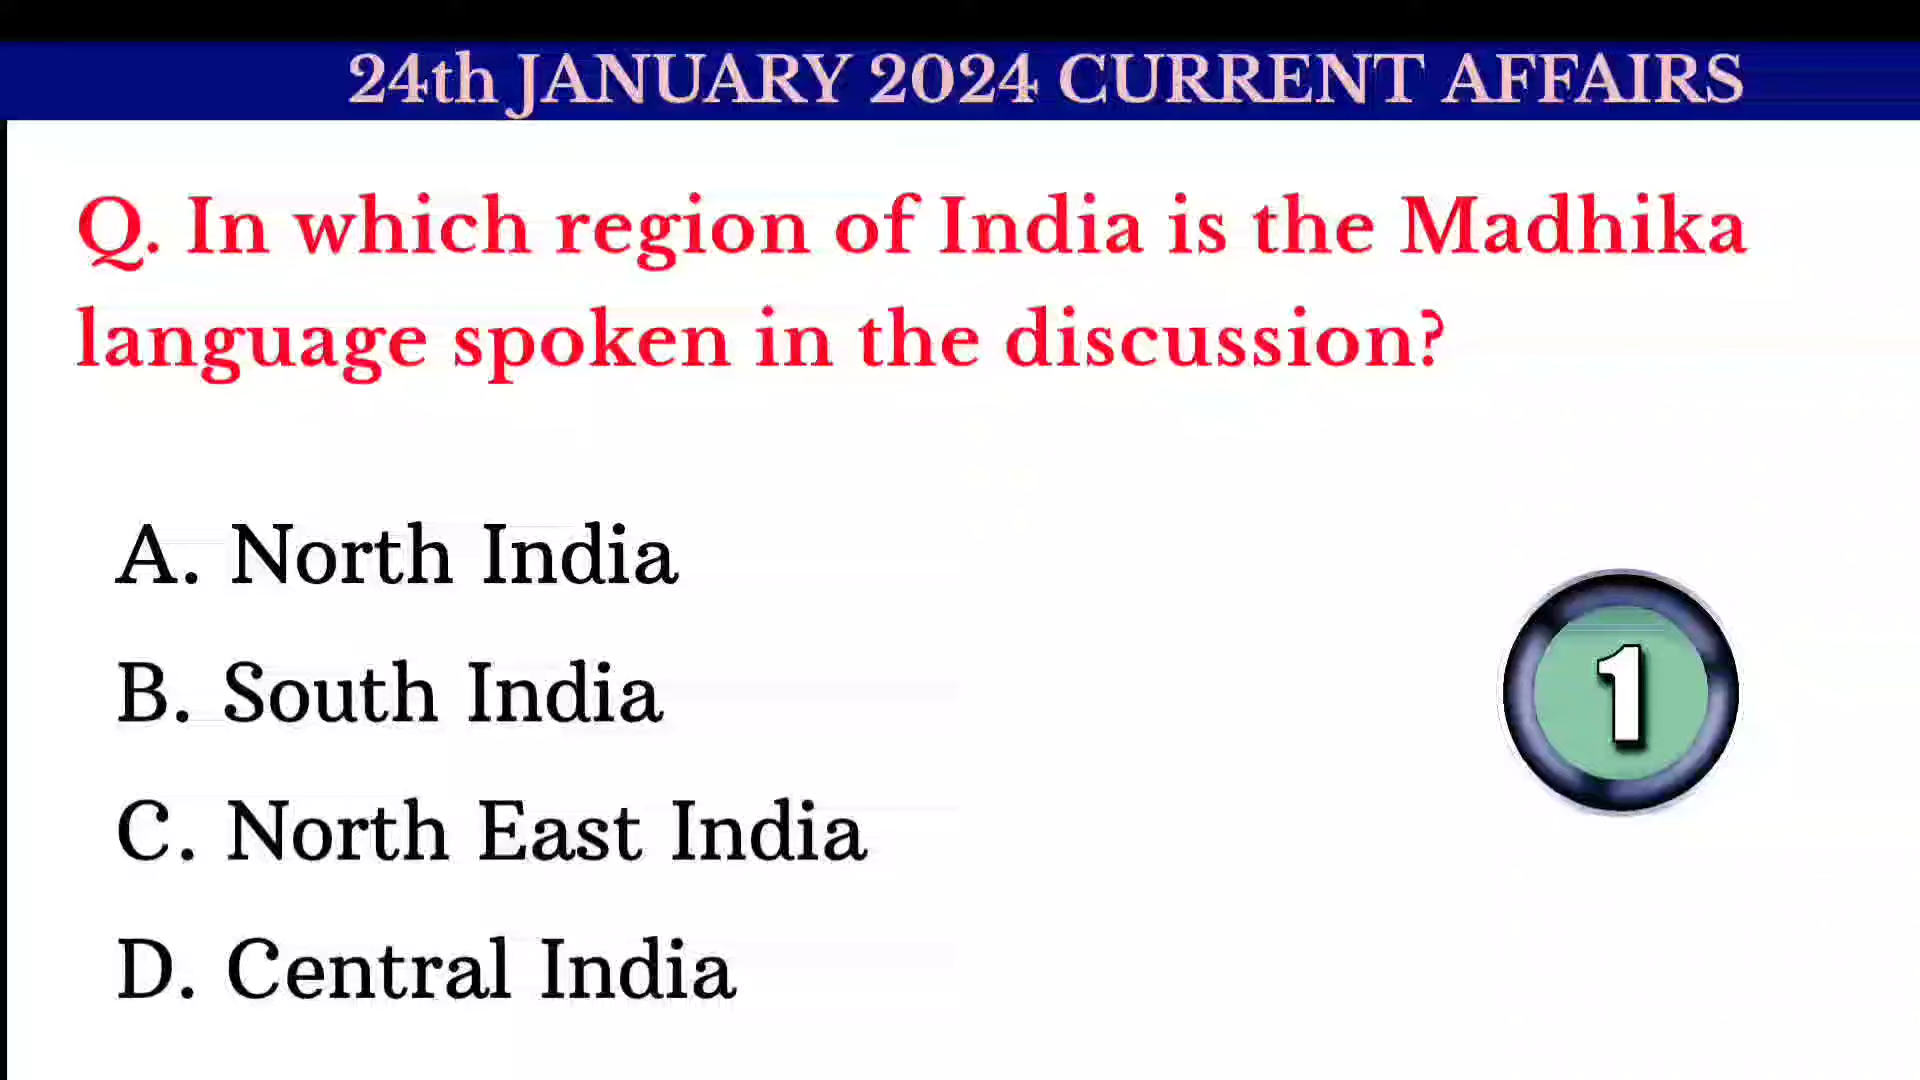 24th JANUARY 2024 CURRENT AFFAIRS
Q. In which region of India is the Madhika
language spoken in the discussion?
A. North India
B. South India
C. North East India
1
D. Central India